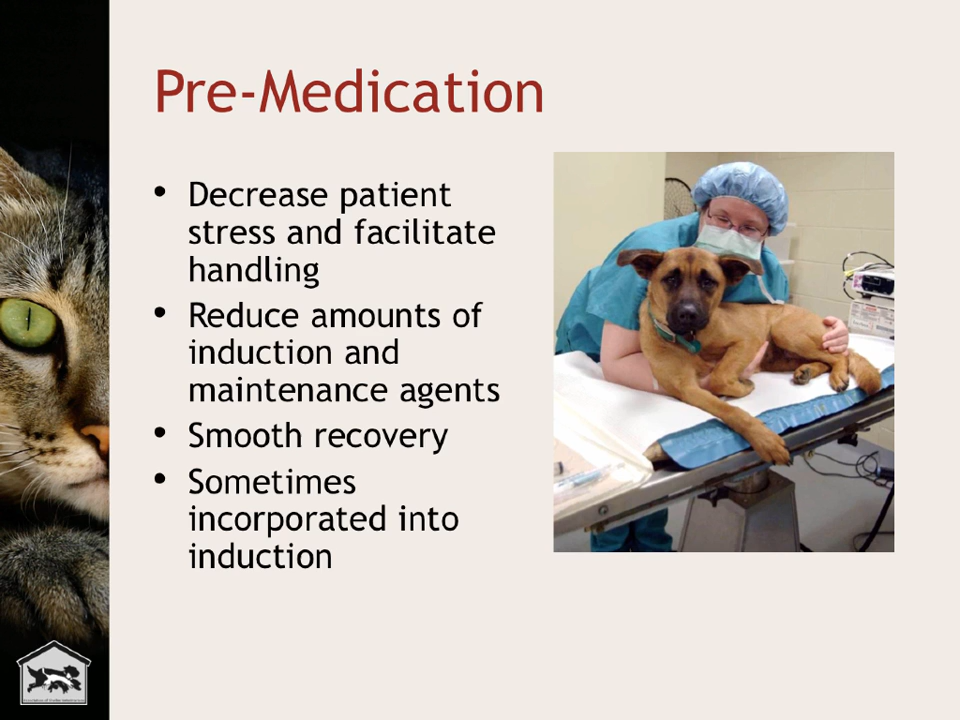 Pre-Medication
• Decrease patient
stress and facilitate
handling
• Reduce amounts of
induction and
maintenance agents
• Smooth recovery
• Sometimes
incorporated into
induction